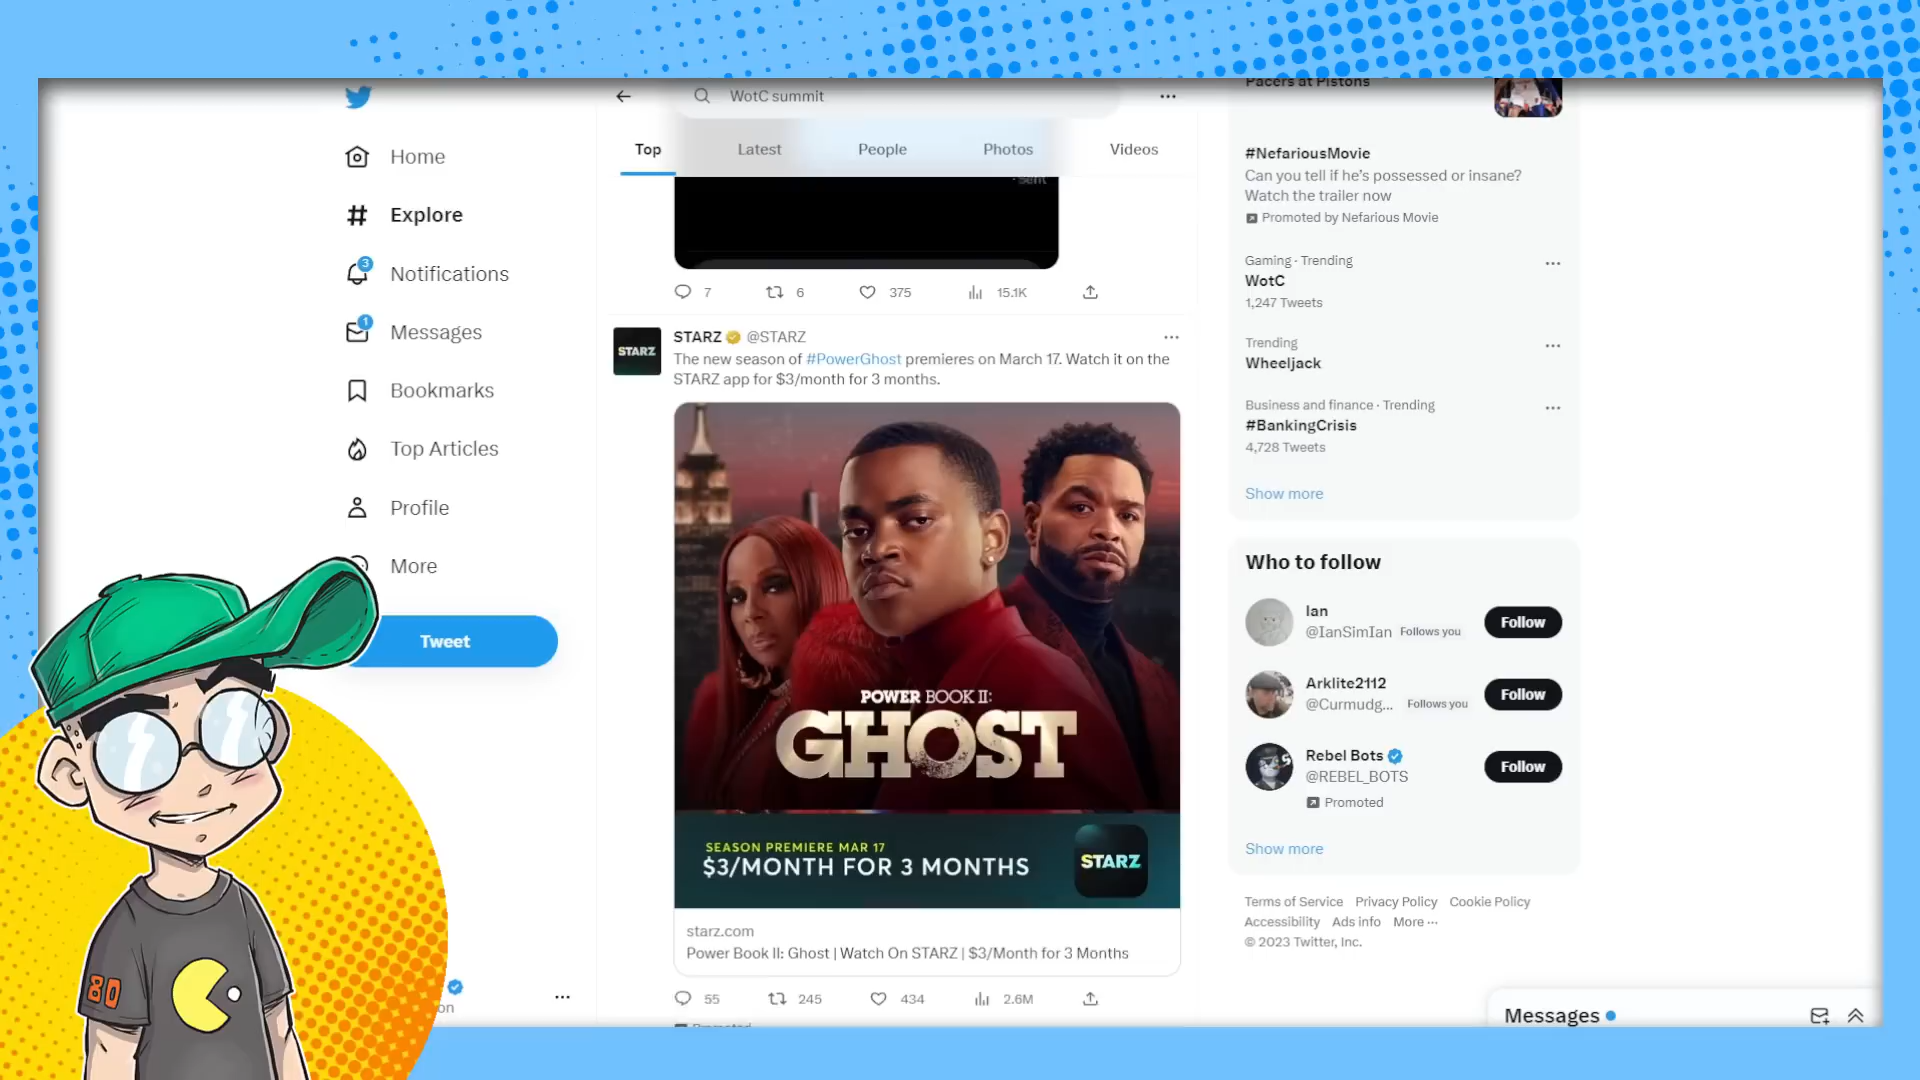 Home
Explore
3
Notifications
1
Messages
Bookmarks
Top Articles
Profile
More
Tweet
on
80
WotC summit
Top
Latest
People
Photos
Videos
· Sent
7
6
375
15.1K
STARZ
STARZ @STARZ
The new season of #PowerGhost premieres on March 17. Watch it on the
STARZ app for $3/month for 3 months.
POWER BOOK II:
GHOST
SEASON PREMIERE MAR 17
$3/MONTH FOR 3 MONTHS
STARZ
starz.com
Power Book II: Ghost | Watch On STARZ | $3/Month for 3 Months
55
245
434
2.6M
Promoted
Pacers at Pistons
#NefariousMovie
Can you tell if he's possessed or insane?
Watch the trailer now
Promoted by Nefarious Movie
Gaming · Trending
WotC
1,247 Tweets
Trending
Wheeljack
Business and finance · Trending
#BankingCrisis
4,728 Tweets
Show more
Who to follow
Ian
@IanSimIan Follows you
Follow
Arklite2112
@Curmudg... Follows you
Follow
Rebel Bots
@REBEL_BOTS
Follow
Promoted
Show more
Terms of Service Privacy Policy Cookie Policy
Accessibility Ads info More ···
© 2023 Twitter, Inc.
Messages